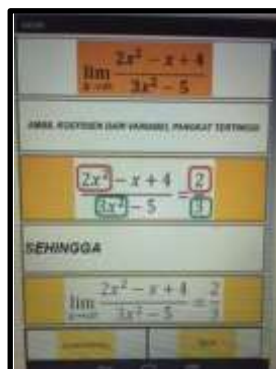 lim 2x² - x + 4 / 3x² - 5
AMBIL KOEFISIEN DARI VARIABEL PANGKAT TERTINGGI
2x² - x + 4 / 3x² - 5 = 2 / 3
SEHINGGA
lim 2x² - x + 4 / 3x² - 5 = 2 / 3